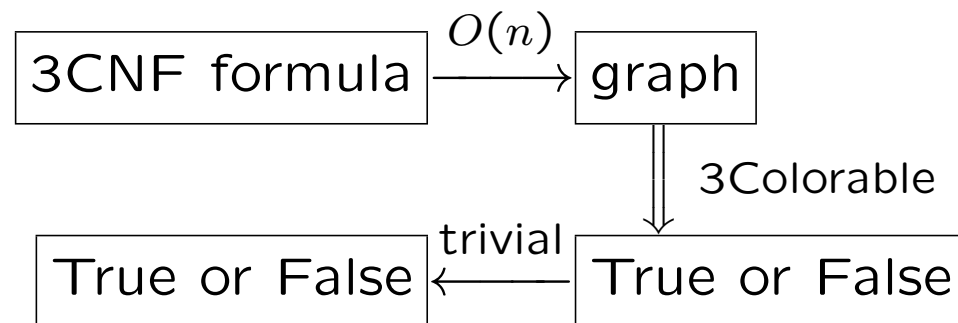 O(n)
3CNF formula
graph
3Colorable
trivial
True or False
True or False